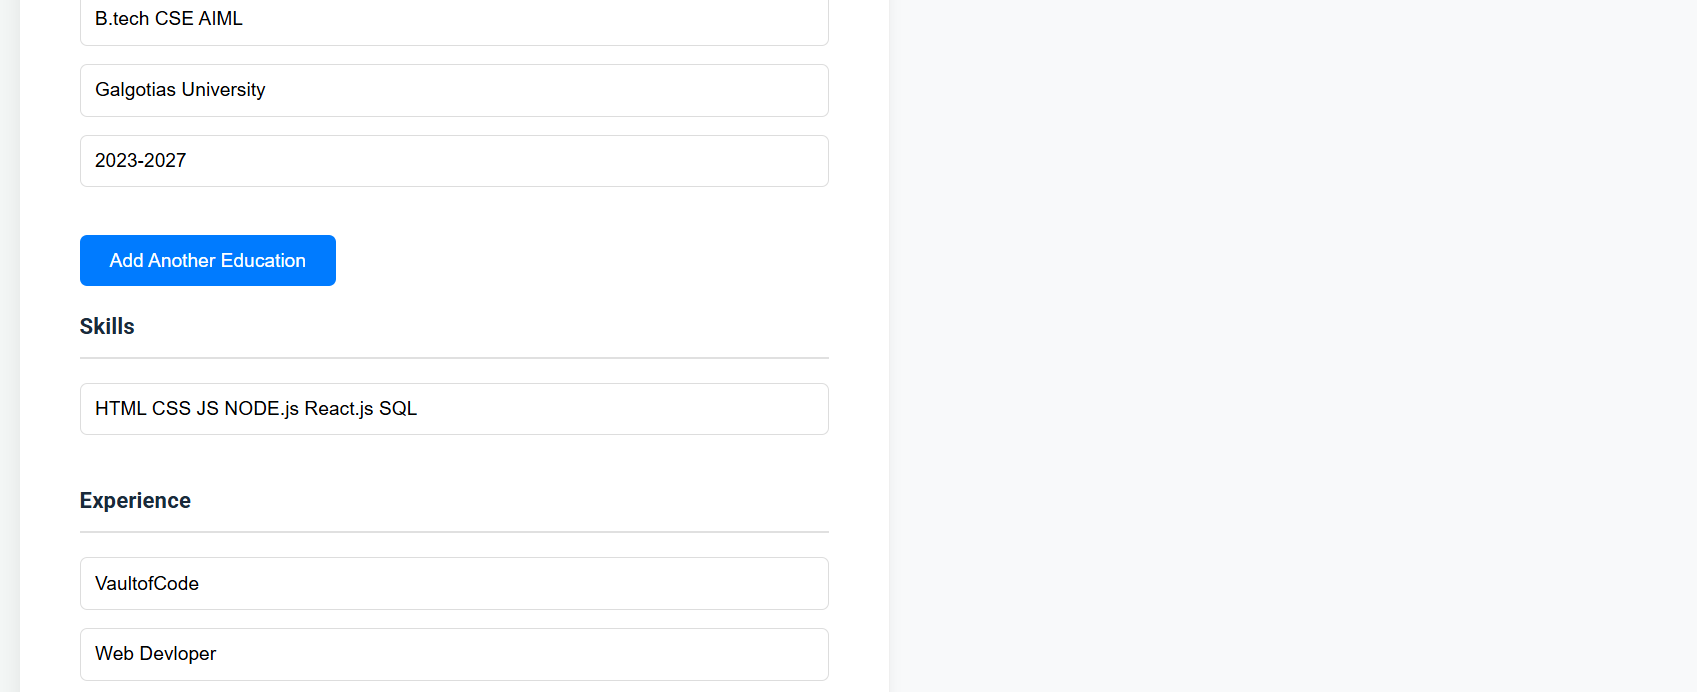 B.tech CSE AIML
Galgotias University
2023-2027
Add Another Education
Skills
HTML CSS JS NODE.js React.js SQL
Experience
VaultofCode
Web Devloper